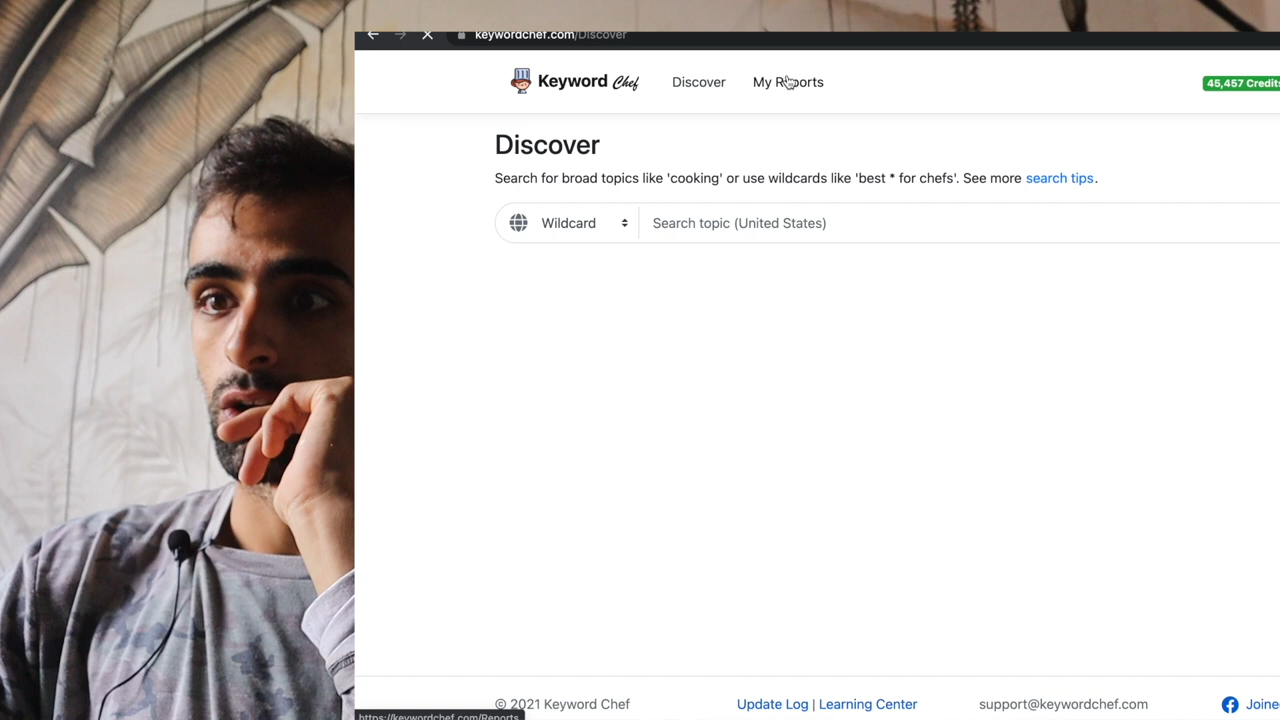 keywordchef.com/Discover
Keyword Chef
Discover
My Reports
45,457 Credits
Discover
Search for broad topics like 'cooking' or use wildcards like 'best * for chefs'. See more search tips.
Wildcard
Search topic (United States)
© 2021 Keyword Chef
Update Log | Learning Center
support@keywordchef.com
Joine
https://keywordchef.com/Reports